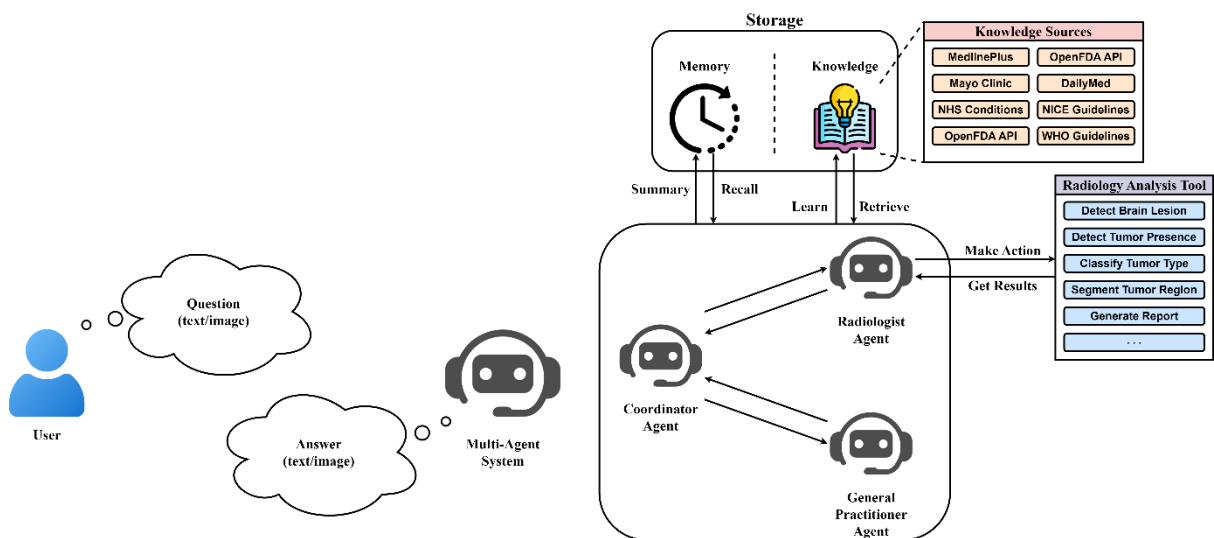 Storage
Memory
Knowledge
Knowledge Sources
MedlinePlus
OpenFDA API
Mayo Clinic
DailyMed
NHS Conditions
NICE Guidelines
OpenFDA API
WHO Guidelines
Summary
Recall
Learn
Retrieve
Radiology Analysis Tool
Detect Brain Lesion
Detect Tumor Presence
Classify Tumor Type
Segment Tumor Region
Generate Report
. . .
Make Action
Get Results
Radiologist
Agent
Coordinator
Agent
General
Practitioner
Agent
Question
(text/image)
User
Answer
(text/image)
Multi-Agent
System